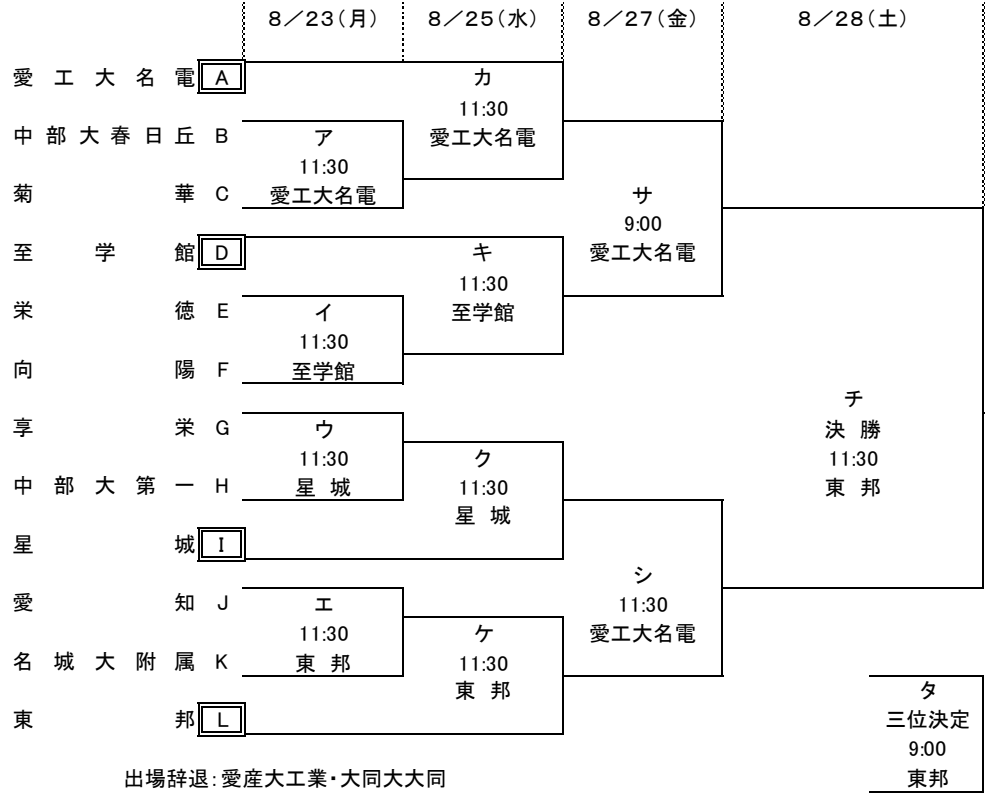 8／23(月) 8／25(水) 8／27(金) 8／28(土)
愛工大名電 A
カ
11:30
愛工大名電
中部大春日丘 B
ア
11:30
愛工大名電
菊華 C
サ
9:00
愛工大名電
至学館 D
キ
11:30
至学館
栄徳 E
イ
11:30
至学館
向陽 F
チ
決 勝
11:30
東 邦
享栄 G
ウ
11:30
星 城
中部大第一 H
ク
11:30
星 城
星城 I
シ
11:30
愛工大名電
愛知 J
エ
11:30
東 邦
名城大附属 K
ケ
11:30
東 邦
東邦 L
タ
三位決定
9:00
東邦
出場辞退：愛産大工業・大同大大同